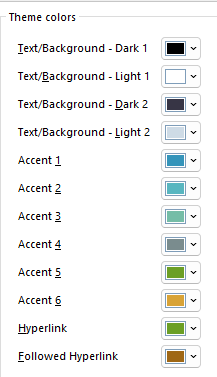 Theme colors
Text/Background - Dark 1
Text/Background - Light 1
Text/Background - Dark 2
Text/Background - Light 2
Accent 1
Accent 2
Accent 3
Accent 4
Accent 5
Accent 6
Hyperlink
Followed Hyperlink